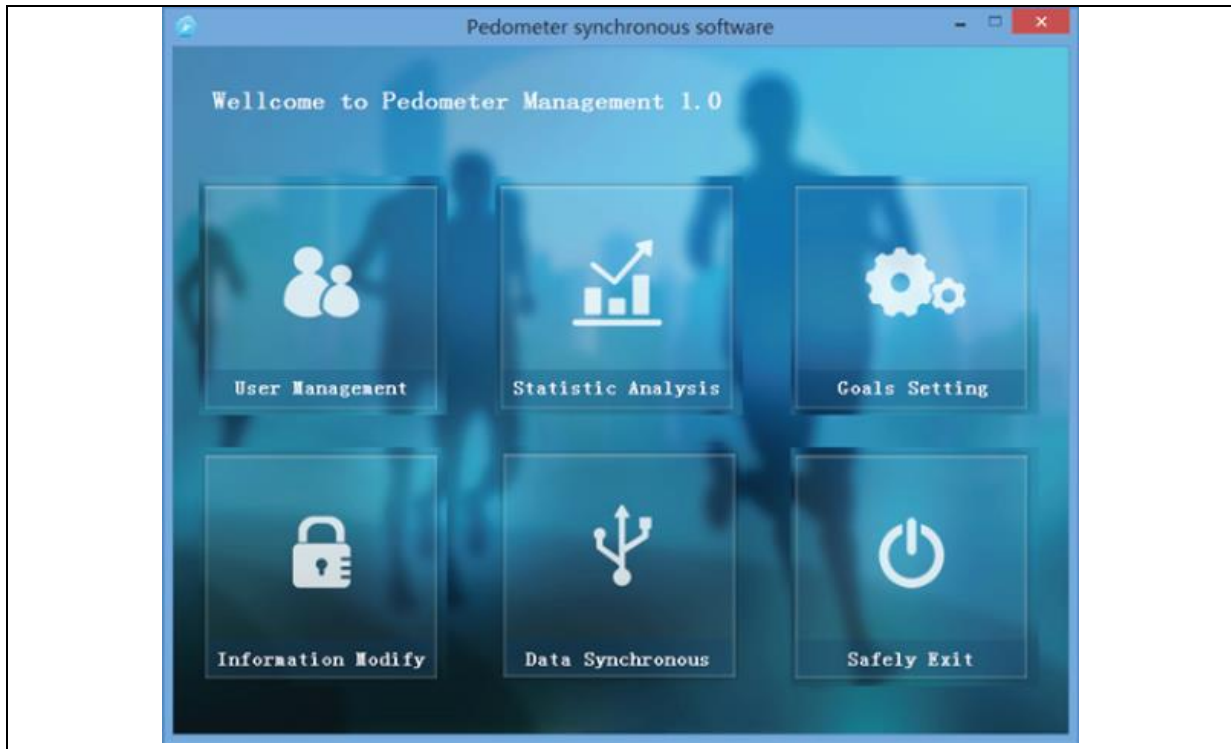 Pedometer synchronous software
Wellcome to Pedometer Management 1.0
User Management
Statistic Analysis
Goals Setting
Information Modify
Data Synchronous
Safely Exit